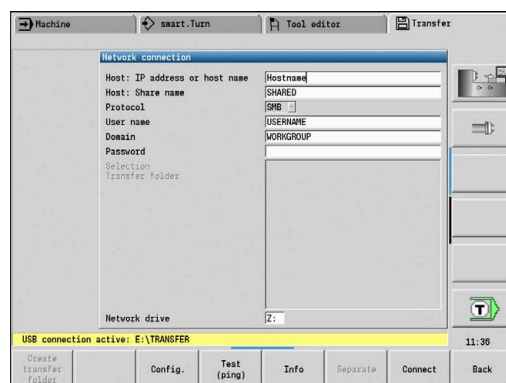 Machine
smart.Turn
Tool editor
Transfer
Network connection
Host: IP address or host name
Hostname
Host: Share name
SHARED
Protocol
SMB
User name
USERNAME
Domain
WORKGROUP
Password
Selection
Transfer folder
Network drive
Z:
T
USB connection active: E:\TRANSFER
11:36
Create
transfer
folder
Config.
Test
(ping)
Info
Separate
Connect
Back